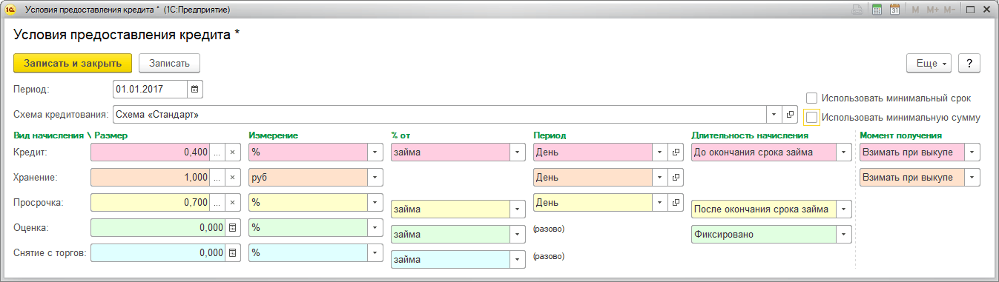 1С Условия предоставления кредита * (1С:Предприятие) 31 M M+ M-
Условия предоставления кредита *
Записать и закрыть Записать Еще ?
Период: 01.01.2017
Использовать минимальный срок
Схема кредитования: Схема «Стандарт»
Использовать минимальную сумму
Вид начисления \ Размер Измерение % от Период Длительность начисления Момент получения
Кредит: 0,400 ... × % займа День До окончания срока займа Взимать при выкупе
Хранение: 1,000 ... × руб День Взимать при выкупе
Просрочка: 0,700 ... × % займа День После окончания срока займа
Оценка: 0,000 % займа (разово) Фиксировано
Снятие с торгов: 0,000 % займа (разово)